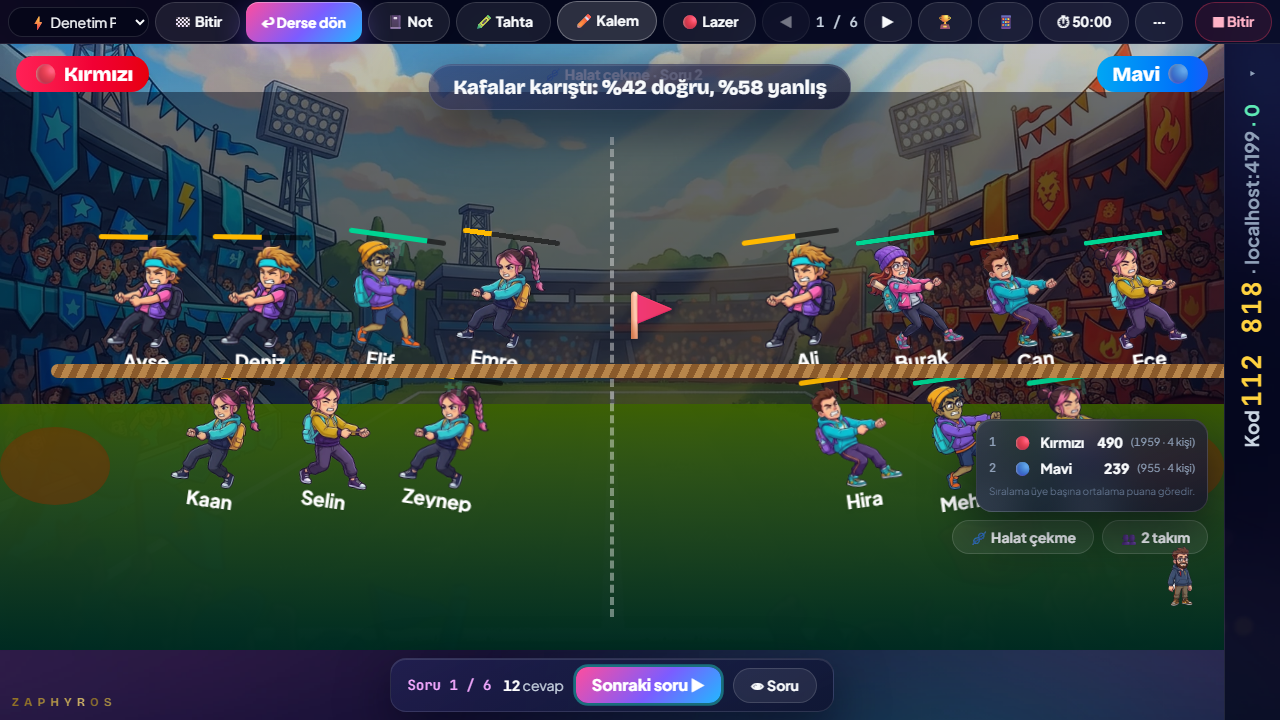 Denetim F
Bitir
Derse dön
Not
Tahta
Kalem
Lazer
1 / 6
50:00
Bitir
Kırmızı
Halat çekme · Soru 2
Kafalar karıştı: %42 doğru, %58 yanlış
Mavi
Kod 112 818 · localhost:4199 · 0
Ayşe
Deniz
Elif
Emre
Ali
Burak
Can
Ece
Kaan
Selin
Zeynep
Hira
Meh
1 Kırmızı 490 (1959 · 4 kişi)
2 Mavi 239 (955 · 4 kişi)
Sıralama üye başına ortalama puana göredir.
Halat çekme
2 takım
Soru 1 / 6 12 cevap
Sonraki soru
Soru
ZAPHYROS